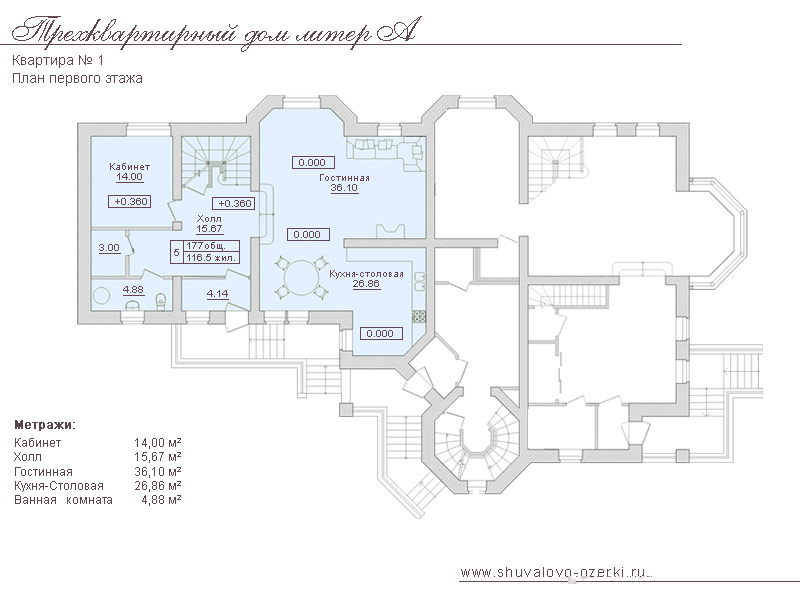 Трехквартирный дом литер А
Квартира № 1
План первого этажа
Кабинет
14.00
+0.360
Холл
15.67
+0.360
0.000
Гостинная
36.10
0.000
3.00
5
177 общ.
116.5 жил.
4.88
4.14
Кухня-столовая
26.86
0.000
Метражи:
Кабинет 14,00 м²
Холл 15,67 м²
Гостинная 36,10 м²
Кухня-Столовая 26,86 м²
Ванная комната 4,88 м²
www.shuvalovo-ozerki.ru